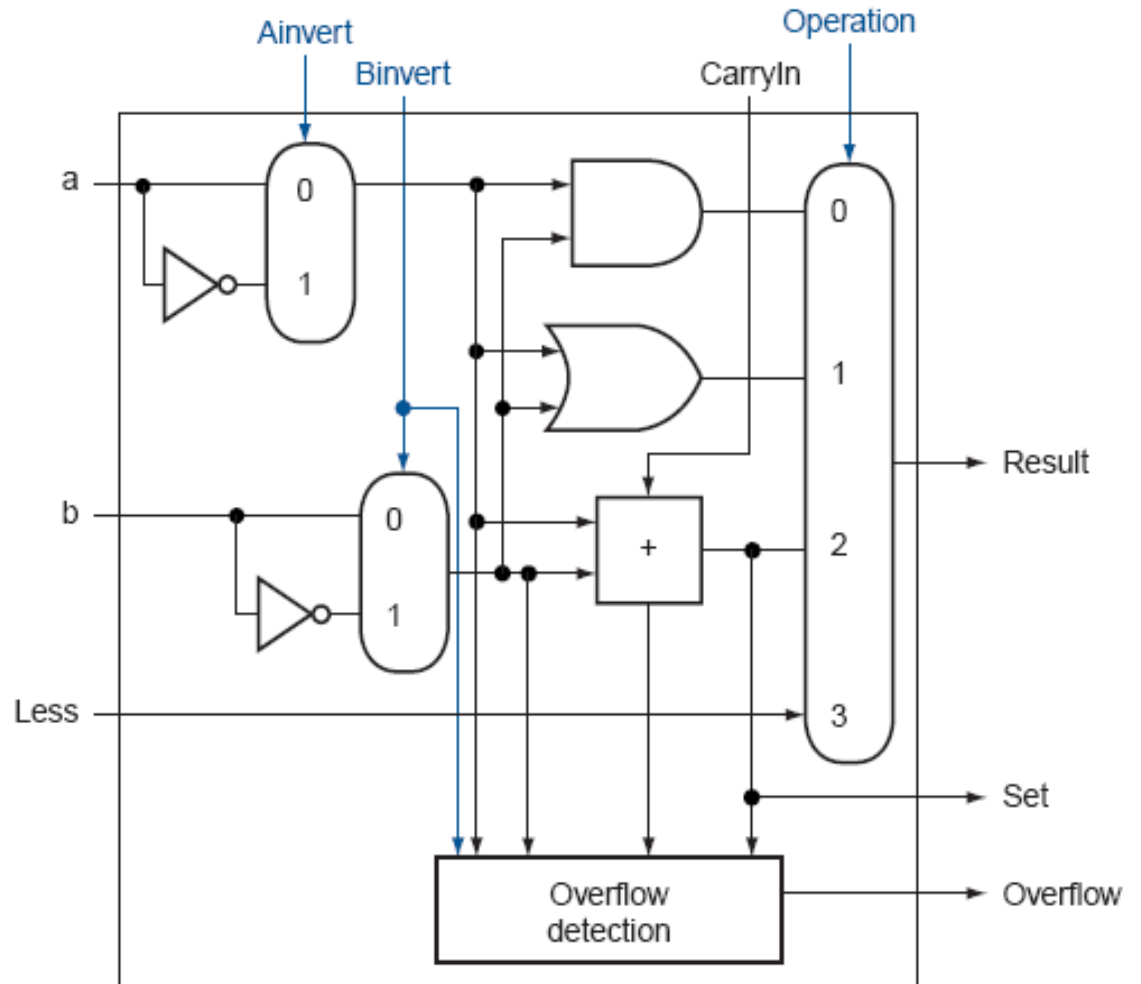 Ainvert
Operation
Binvert
CarryIn
a
0
0
1
1
Result
b
0
+
2
1
Less
3
Set
Overflow
detection
Overflow